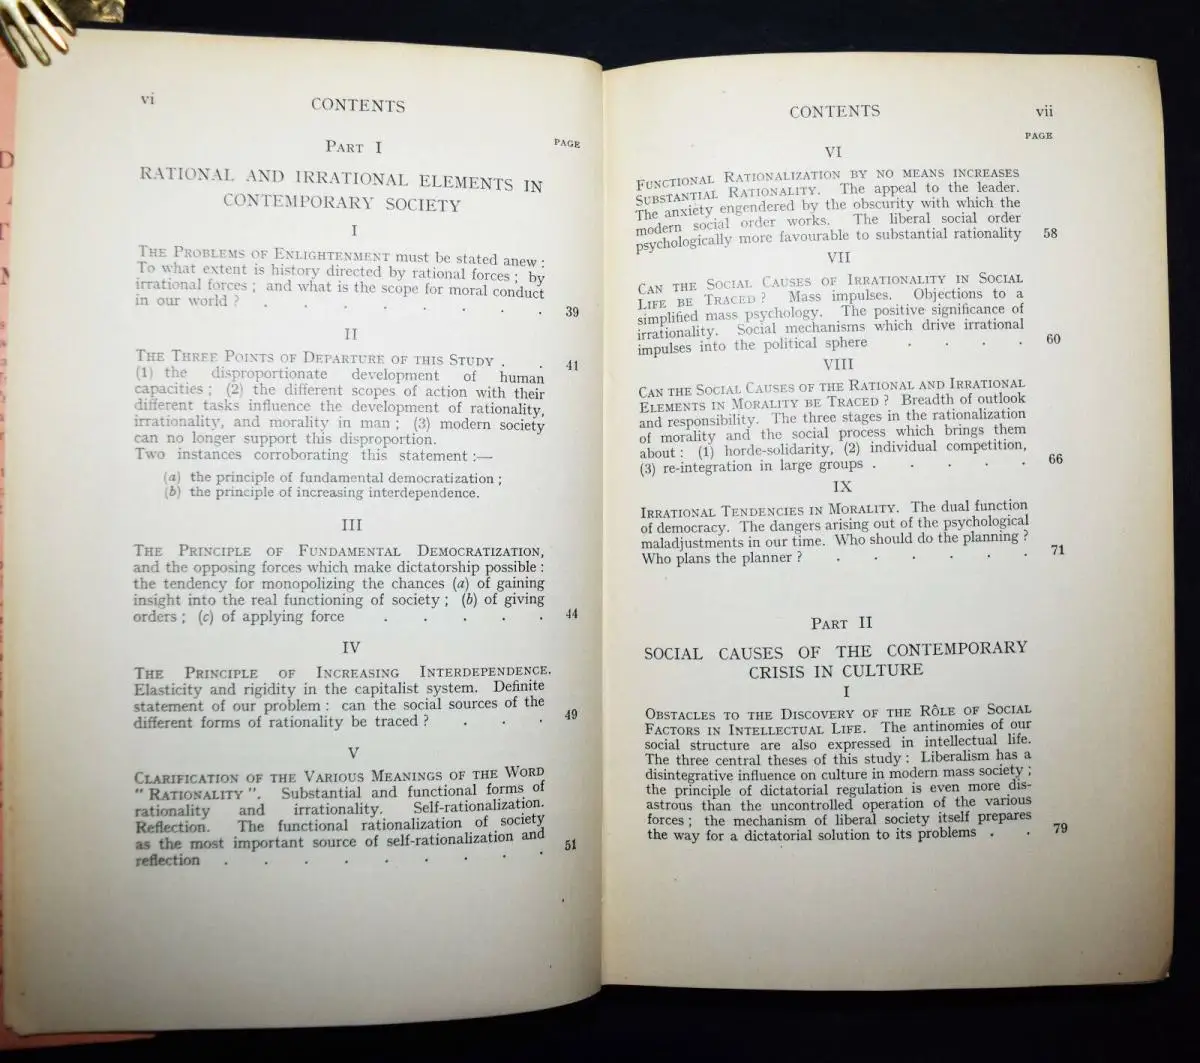 vi
CONTENTS
PART I
PAGE
RATIONAL AND IRRATIONAL ELEMENTS IN
CONTEMPORARY SOCIETY
I
THE PROBLEMS OF ENLIGHTENMENT must be stated anew :
To what extent is history directed by rational forces ; by
irrational forces ; and what is the scope for moral conduct
in our world ? . . . . . . . 39
II
THE THREE POINTS OF DEPARTURE OF THIS STUDY . . 41
(1) the disproportionate development of human
capacities ; (2) the different scopes of action with their
different tasks influence the development of rationality,
irrationality, and morality in man ; (3) modern society
can no longer support this disproportion.
Two instances corroborating this statement :—
(a) the principle of fundamental democratization ;
(b) the principle of increasing interdependence.
III
THE PRINCIPLE OF FUNDAMENTAL DEMOCRATIZATION,
and the opposing forces which make dictatorship possible :
the tendency for monopolizing the chances (a) of gaining
insight into the real functioning of society ; (b) of giving
orders ; (c) of applying force . . . . . 44
IV
THE PRINCIPLE OF INCREASING INTERDEPENDENCE.
Elasticity and rigidity in the capitalist system. Definite
statement of our problem : can the social sources of the
different forms of rationality be traced ? . . . 49
V
CLARIFICATION OF THE VARIOUS MEANINGS OF THE WORD
" RATIONALITY ". Substantial and functional forms of
rationality and irrationality. Self-rationalization.
Reflection. The functional rationalization of society
as the most important source of self-rationalization and
reflection . . . . . . . . . 51
CONTENTS
vii
PAGE
VI
FUNCTIONAL RATIONALIZATION BY NO MEANS INCREASES
SUBSTANTIAL RATIONALITY. The appeal to the leader.
The anxiety engendered by the obscurity with which the
modern social order works. The liberal social order
psychologically more favourable to substantial rationality 58
VII
CAN THE SOCIAL CAUSES OF IRRATIONALITY IN SOCIAL
LIFE BE TRACED ? Mass impulses. Objections to a
simplified mass psychology. The positive significance of
irrationality. Social mechanisms which drive irrational
impulses into the political sphere . . . . 60
VIII
CAN THE SOCIAL CAUSES OF THE RATIONAL AND IRRATIONAL
ELEMENTS IN MORALITY BE TRACED ? Breadth of outlook
and responsibility. The three stages in the rationalization
of morality and the social process which brings them
about : (1) horde-solidarity, (2) individual competition,
(3) re-integration in large groups . . . . . 66
IX
IRRATIONAL TENDENCIES IN MORALITY. The dual function
of democracy. The dangers arising out of the psychological
maladjustments in our time. Who should do the planning ?
Who plans the planner ? . . . . . . 71
PART II
SOCIAL CAUSES OF THE CONTEMPORARY
CRISIS IN CULTURE
I
OBSTACLES TO THE DISCOVERY OF THE RÔLE OF SOCIAL
FACTORS IN INTELLECTUAL LIFE. The antinomies of our
social structure are also expressed in intellectual life.
The three central theses of this study : Liberalism has a
disintegrative influence on culture in modern mass society ;
the principle of dictatorial regulation is even more dis-
astrous than the uncontrolled operation of the various
forces ; the mechanism of liberal society itself prepares
the way for a dictatorial solution to its problems . . 79